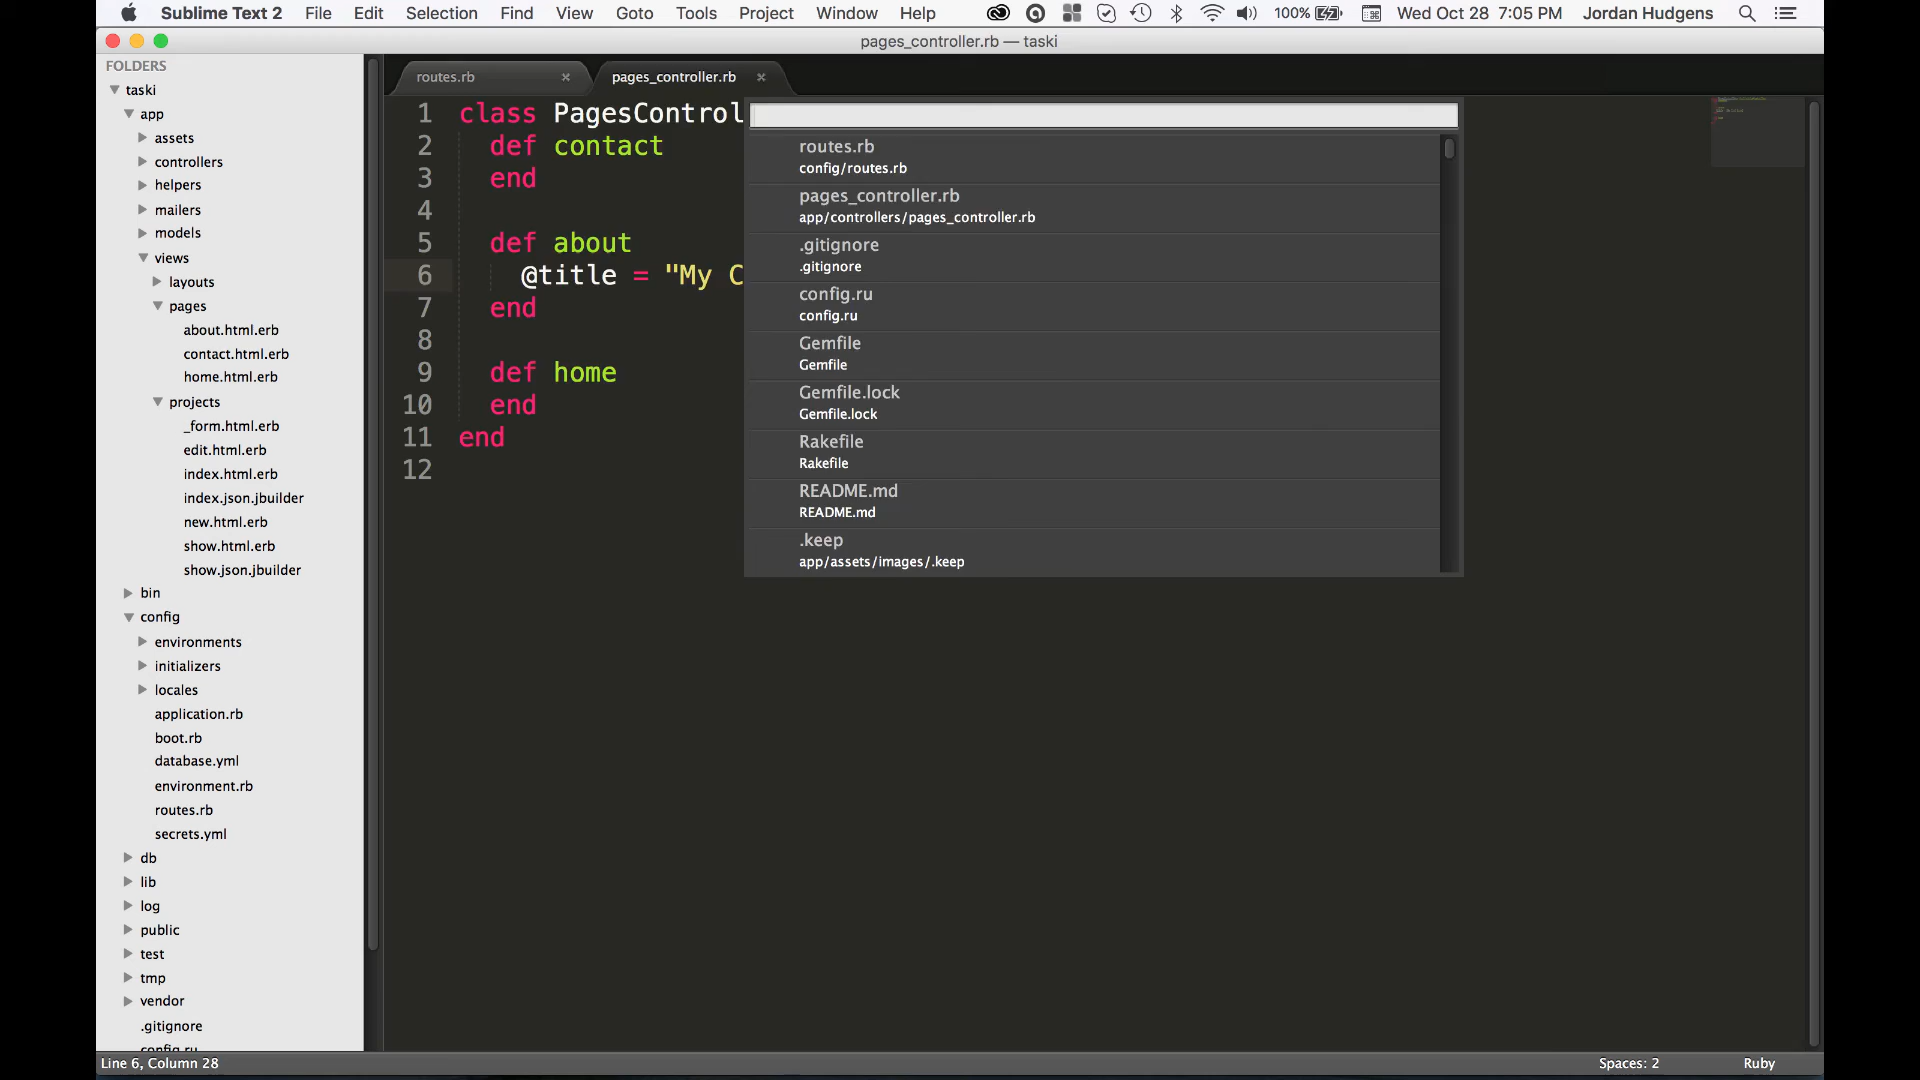 Sublime Text 2 File Edit Selection Find View Goto Tools Project Window Help 100% Wed Oct 28 7:05 PM Jordan Hudgens
pages_controller.rb — taski
FOLDERS
taski
app
assets
controllers
helpers
mailers
models
views
layouts
pages
about.html.erb
contact.html.erb
home.html.erb
projects
_form.html.erb
edit.html.erb
index.html.erb
index.json.jbuilder
new.html.erb
show.html.erb
show.json.jbuilder
bin
config
environments
initializers
locales
application.rb
boot.rb
database.yml
environment.rb
routes.rb
secrets.yml
db
lib
log
public
test
tmp
vendor
.gitignore
config.ru
routes.rb × pages_controller.rb ×
1 class PagesControl
2 def contact
3 end
4
5 def about
6 @title = "My C
7 end
8
9 def home
10 end
11 end
12
routes.rb
config/routes.rb
pages_controller.rb
app/controllers/pages_controller.rb
.gitignore
.gitignore
config.ru
config.ru
Gemfile
Gemfile
Gemfile.lock
Gemfile.lock
Rakefile
Rakefile
README.md
README.md
.keep
app/assets/images/.keep
Line 6, Column 28 Spaces: 2 Ruby